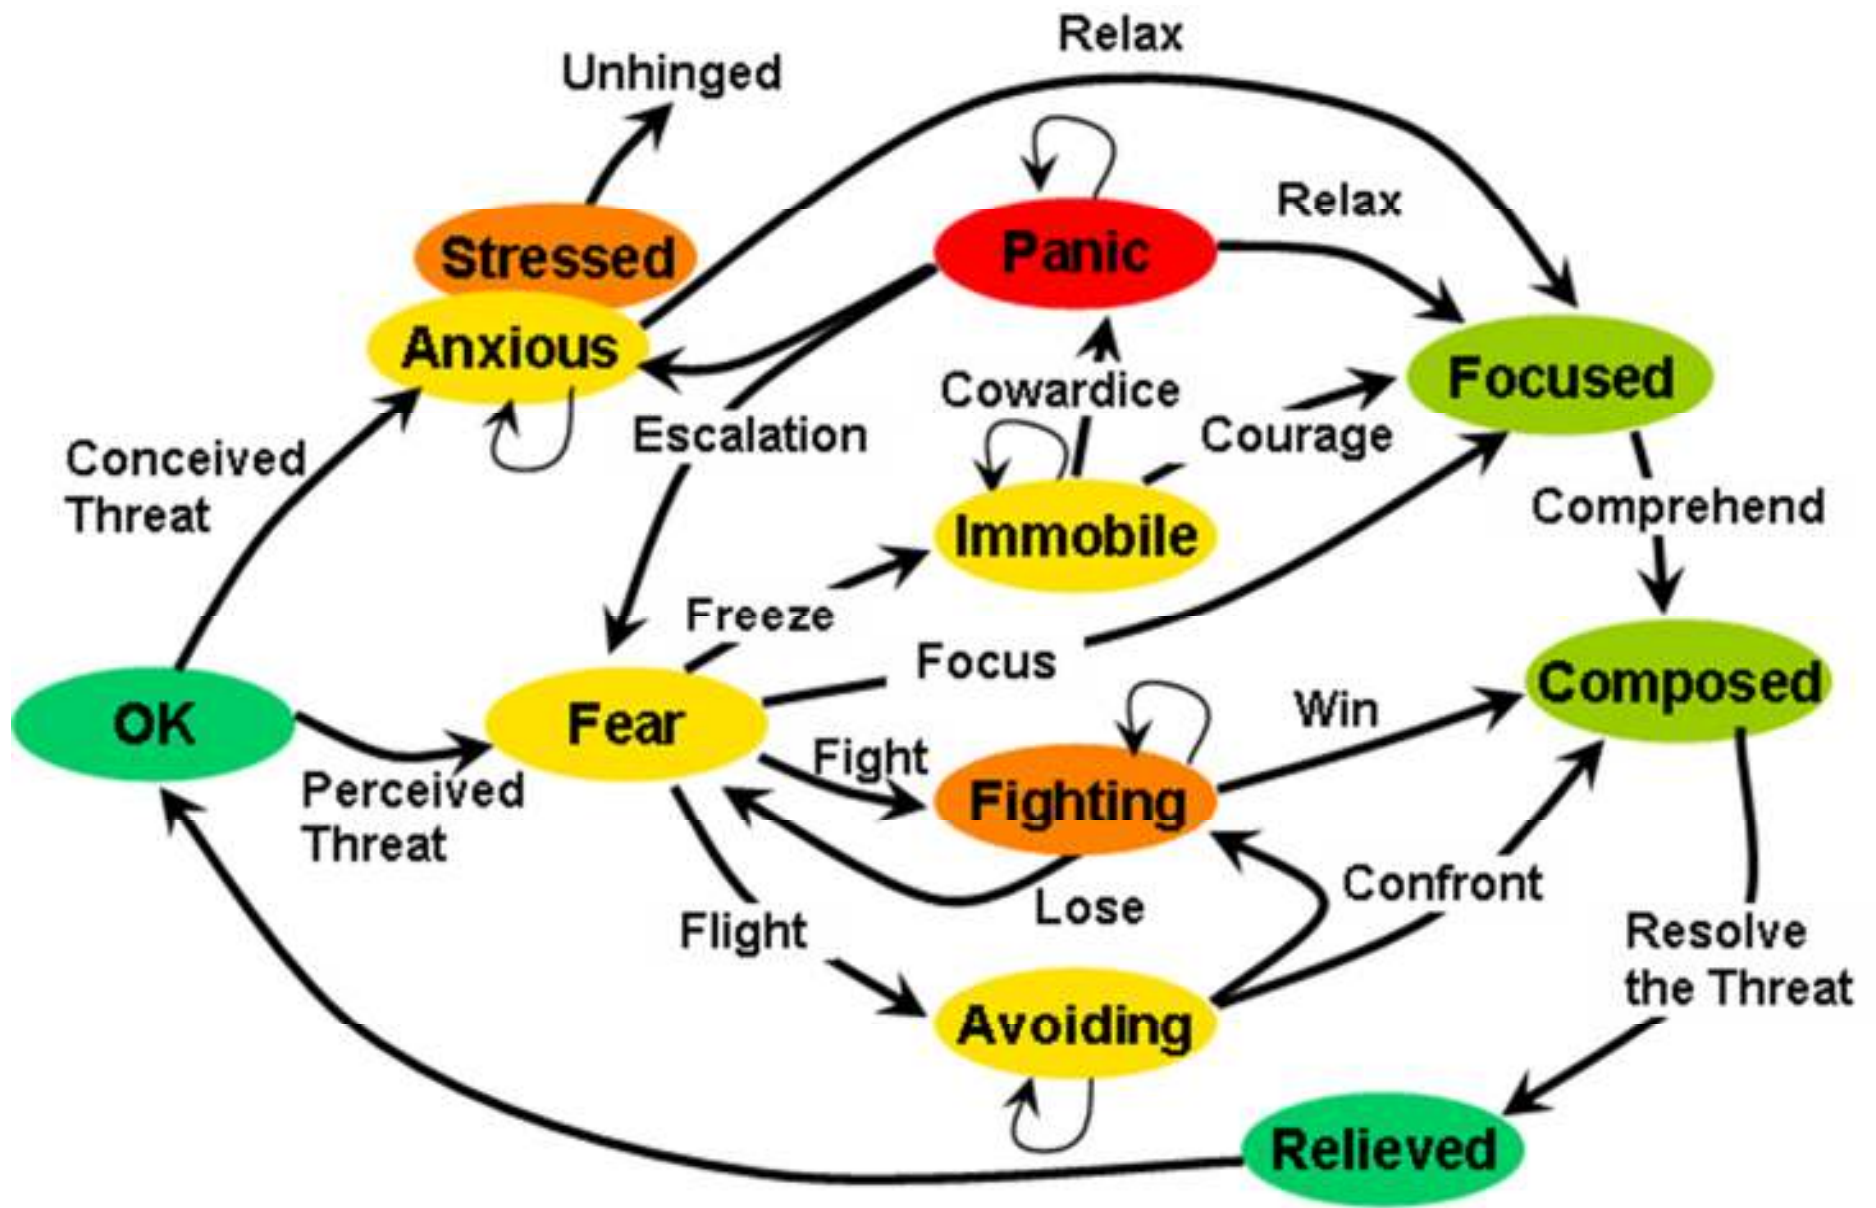 Relax
Unhinged
Relax
Stressed
Panic
Anxious
Focused
Cowardice
Escalation
Courage
Conceived
Threat
Comprehend
Immobile
Freeze
Focus
Composed
OK
Fear
Win
Fight
Perceived
Threat
Fighting
Confront
Lose
Flight
Resolve
the Threat
Avoiding
Relieved